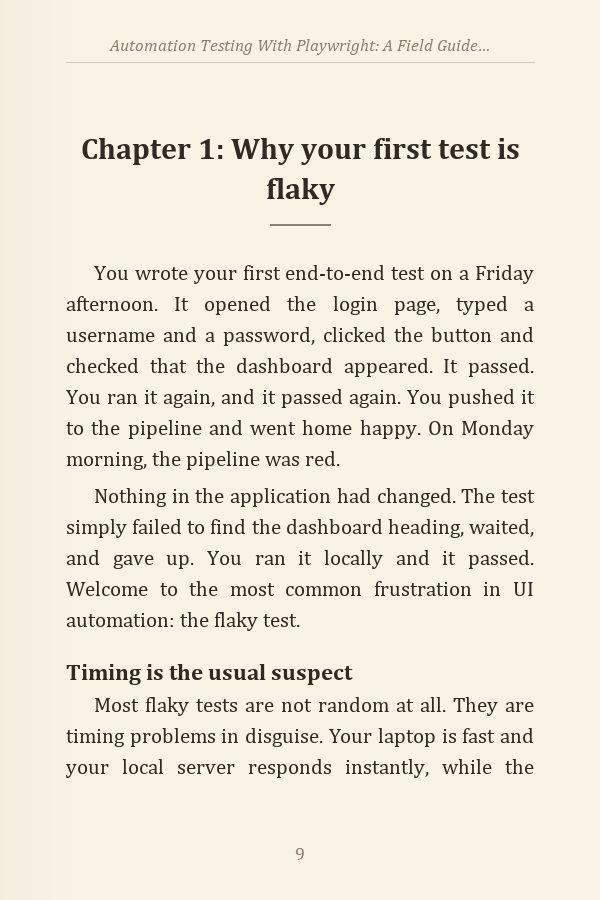 Automation Testing With Playwright: A Field Guide...
Chapter 1: Why your first test is
flaky
You wrote your first end-to-end test on a Friday
afternoon. It opened the login page, typed a
username and a password, clicked the button and
checked that the dashboard appeared. It passed.
You ran it again, and it passed again. You pushed it
to the pipeline and went home happy. On Monday
morning, the pipeline was red.
Nothing in the application had changed. The test
simply failed to find the dashboard heading, waited,
and gave up. You ran it locally and it passed.
Welcome to the most common frustration in UI
automation: the flaky test.
Timing is the usual suspect
Most flaky tests are not random at all. They are
timing problems in disguise. Your laptop is fast and
your local server responds instantly, while the
9